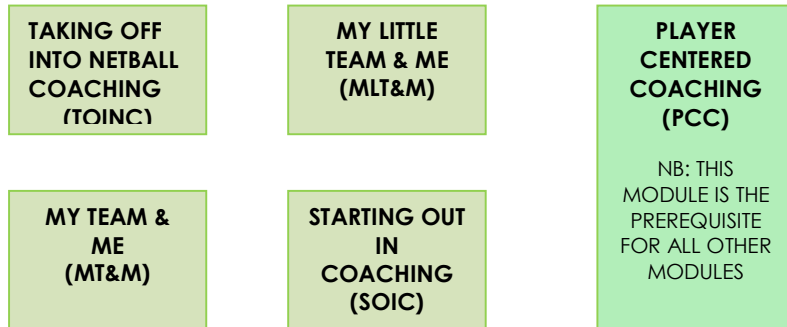 TAKING OFF
INTO NETBALL
COACHING
(TOINC)
MY LITTLE
TEAM & ME
(MLT&M)
PLAYER
CENTERED
COACHING
(PCC)
NB: THIS
MODULE IS THE
PREREQUISITE
FOR ALL OTHER
MODULES
MY TEAM &
ME
(MT&M)
STARTING OUT
IN
COACHING
(SOIC)